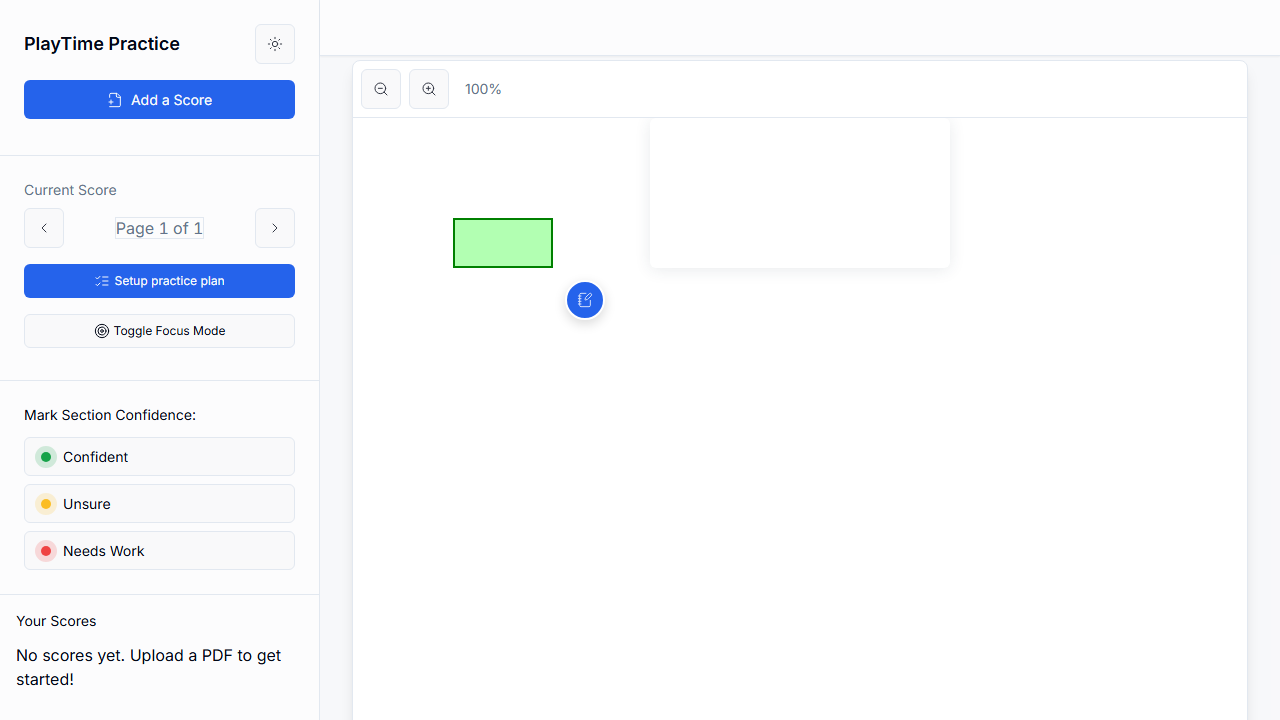 PlayTime Practice
Add a Score
Current Score
Page 1 of 1
Setup practice plan
Toggle Focus Mode
Mark Section Confidence:
Confident
Unsure
Needs Work
Your Scores
No scores yet. Upload a PDF to get
started!
100%